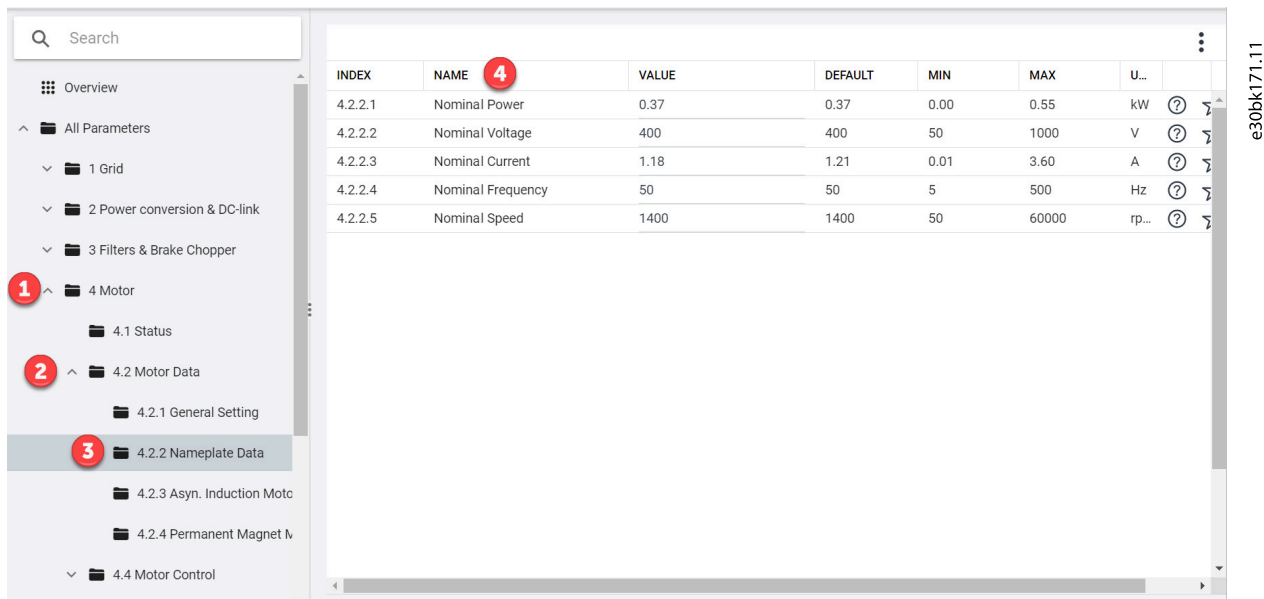 Search
Overview
All Parameters
1 Grid
2 Power conversion & DC-link
3 Filters & Brake Chopper
1
4 Motor
4.1 Status
2
4.2 Motor Data
4.2.1 General Setting
3
4.2.2 Nameplate Data
4.2.3 Asyn. Induction Moto
4.2.4 Permanent Magnet M
4.4 Motor Control
INDEX NAME 4 VALUE DEFAULT MIN MAX U...
4.2.2.1 Nominal Power 0.37 0.37 0.00 0.55 kW ?
4.2.2.2 Nominal Voltage 400 400 50 1000 V ?
4.2.2.3 Nominal Current 1.18 1.21 0.01 3.60 A ?
4.2.2.4 Nominal Frequency 50 50 5 500 Hz ?
4.2.2.5 Nominal Speed 1400 1400 50 60000 rp... ?
e30bk171.11